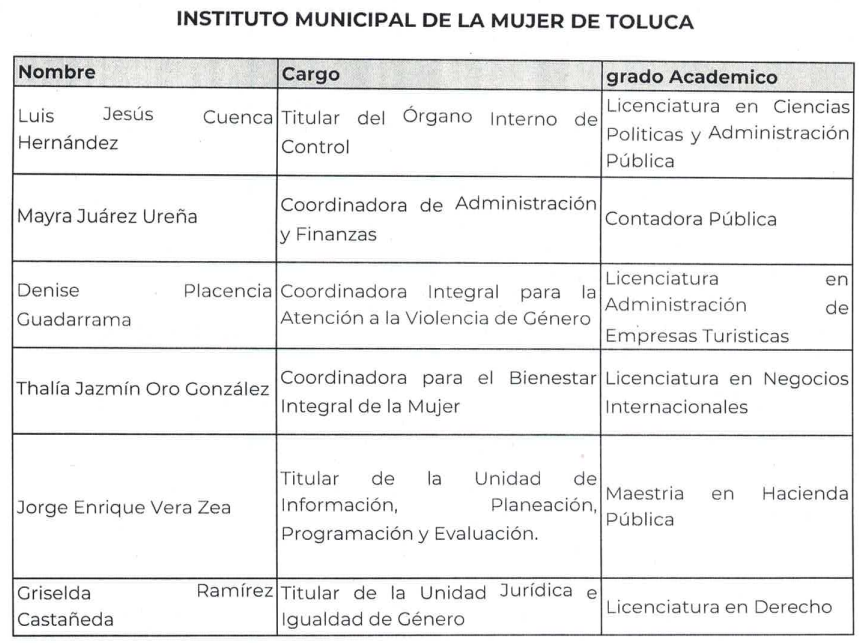 INSTITUTO MUNICIPAL DE LA MUJER DE TOLUCA
Nombre
Cargo
grado Academico
Luis Jesús Cuenca
Hernández
Titular del Órgano Interno de
Control
Licenciatura en Ciencias
Politicas y Administración
Pública
Mayra Juárez Ureña
Coordinadora de Administración
y Finanzas
Contadora Pública
Denise Placencia
Guadarrama
Coordinadora Integral para la
Atención a la Violencia de Género
Licenciatura en
Administración de
Empresas Turisticas
Thalía Jazmín Oro González
Coordinadora para el Bienestar
Integral de la Mujer
Licenciatura en Negocios
Internacionales
Jorge Enrique Vera Zea
Titular de la Unidad de
Información, Planeación,
Programación y Evaluación.
Maestria en Hacienda
Pública
Griselda Ramírez
Castañeda
Titular de la Unidad Jurídica e
Igualdad de Género
Licenciatura en Derecho